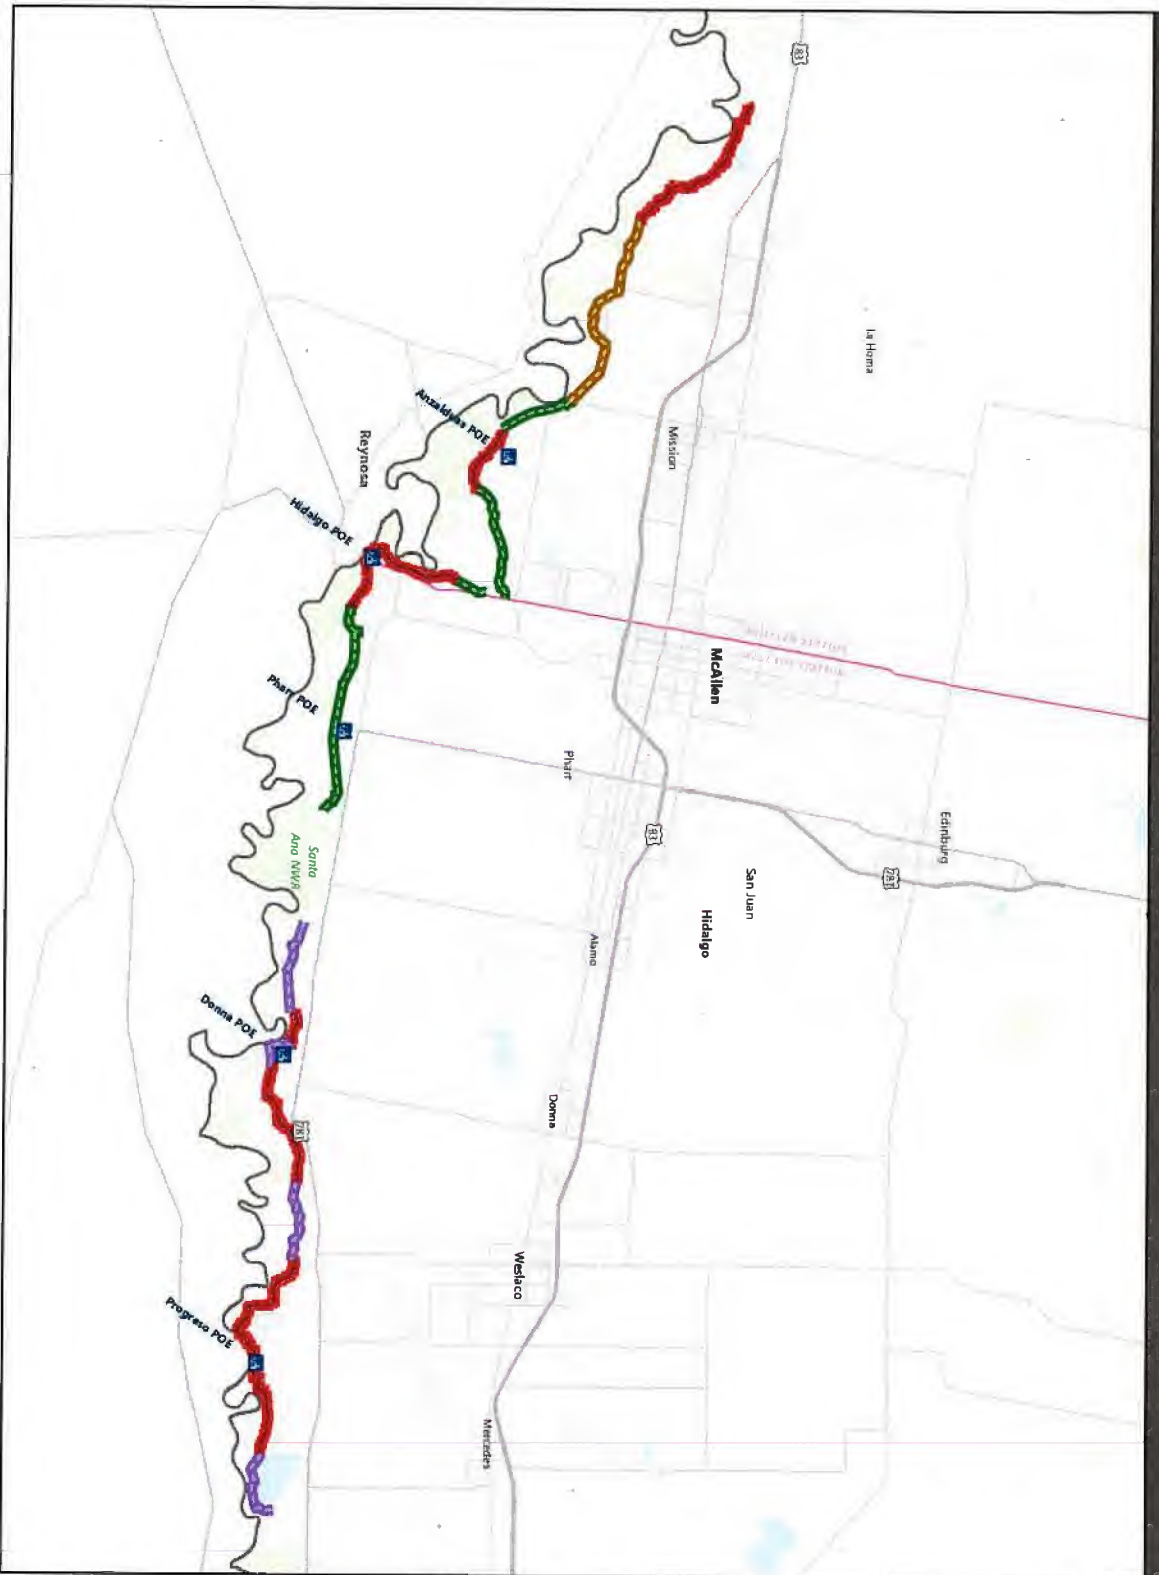 83
La Homa
Mission
Anzalduas POE
Reynosa
Hidalgo POE
McAllen
Pharr POE
Pharr
83
Edinburg
281
San Juan
Hidalgo
Santa
Ana NWR
Alamo
Donna POE
Donna
281
Weslaco
Progreso POE
Mercedes